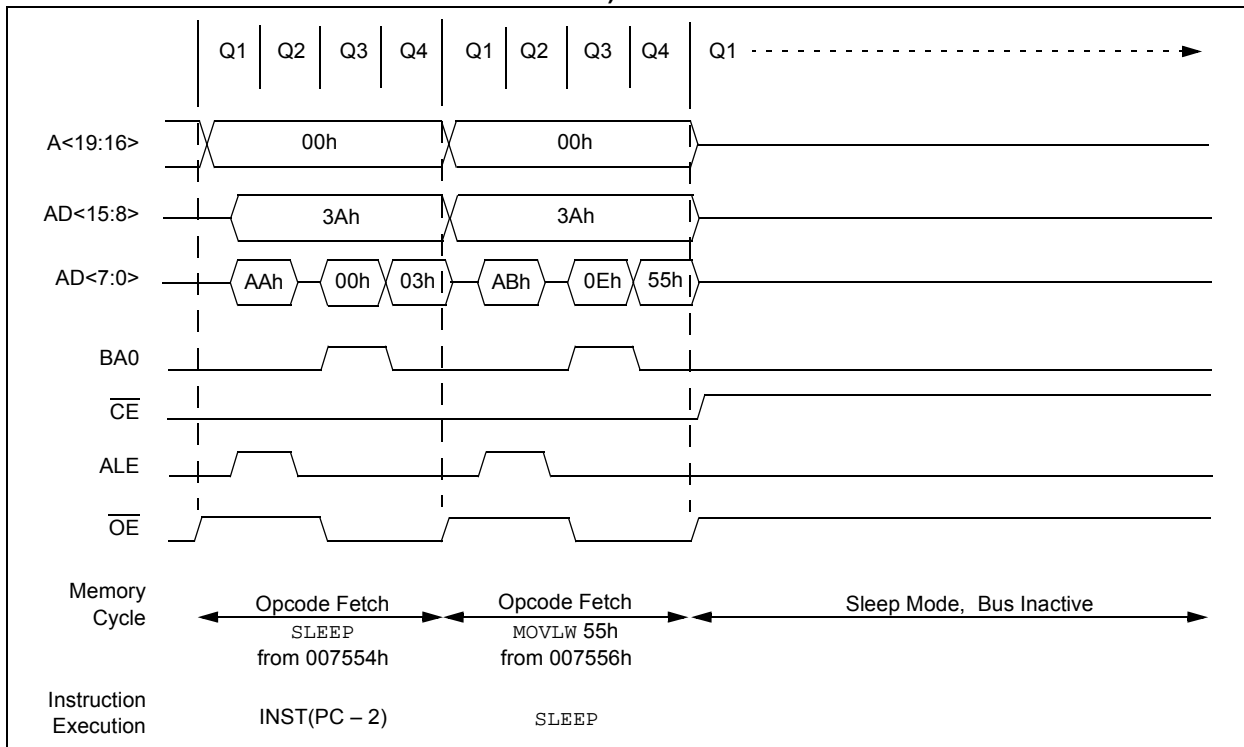 Q1 Q2 Q3 Q4 Q1 Q2 Q3 Q4 Q1
A<19:16> 00h 00h
AD<15:8> 3Ah 3Ah
AD<7:0> AAh 00h 03h ABh 0Eh 55h
BA0
CE
ALE
OE
Memory
Cycle
Opcode Fetch
SLEEP
from 007554h
Opcode Fetch
MOVLW 55h
from 007556h
Sleep Mode, Bus Inactive
Instruction
Execution
INST(PC – 2)
SLEEP